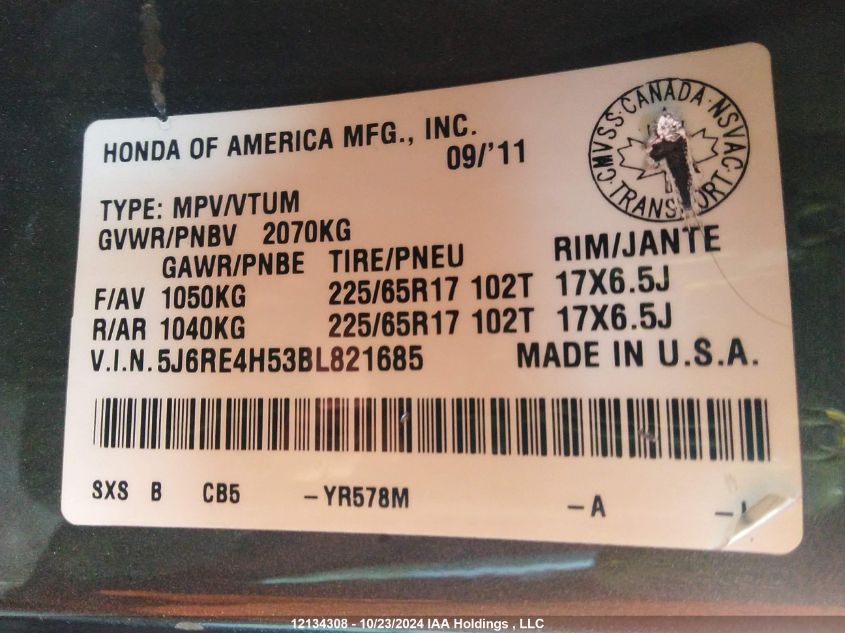 HONDA OF AMERICA MFG., INC.
09/'11
CMVSS · CANADA · NSVAC
TYPE: MPV/VTUM
GVWR/PNBV 2070KG
GAWR/PNBE TIRE/PNEU RIM/JANTE
F/AV 1050KG 225/65R17 102T 17X6.5J
R/AR 1040KG 225/65R17 102T 17X6.5J
V.I.N. 5J6RE4H53BL821685 MADE IN U.S.A.
SXS B CB5 -YR578M -A
12134308 - 10/23/2024 IAA Holdings , LLC